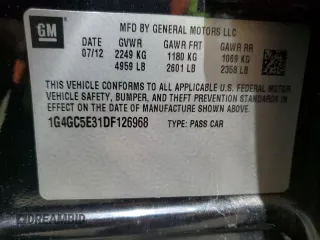 GM
MFD BY GENERAL MOTORS LLC
DATE GVWR GAWR FRT GAWR RR
07/12 2249 KG 1180 KG 1069 KG
4959 LB 2601 LB 2358 LB
THIS VEHICLE CONFORMS TO ALL APPLICABLE U.S. FEDERAL MOTOR
VEHICLE SAFETY, BUMPER, AND THEFT PREVENTION STANDARDS IN
EFFECT ON THE DATE OF MANUFACTURE SHOWN ABOVE.
1G4GC5E31DF126968 TYPE: PASS CAR
DREAMBID